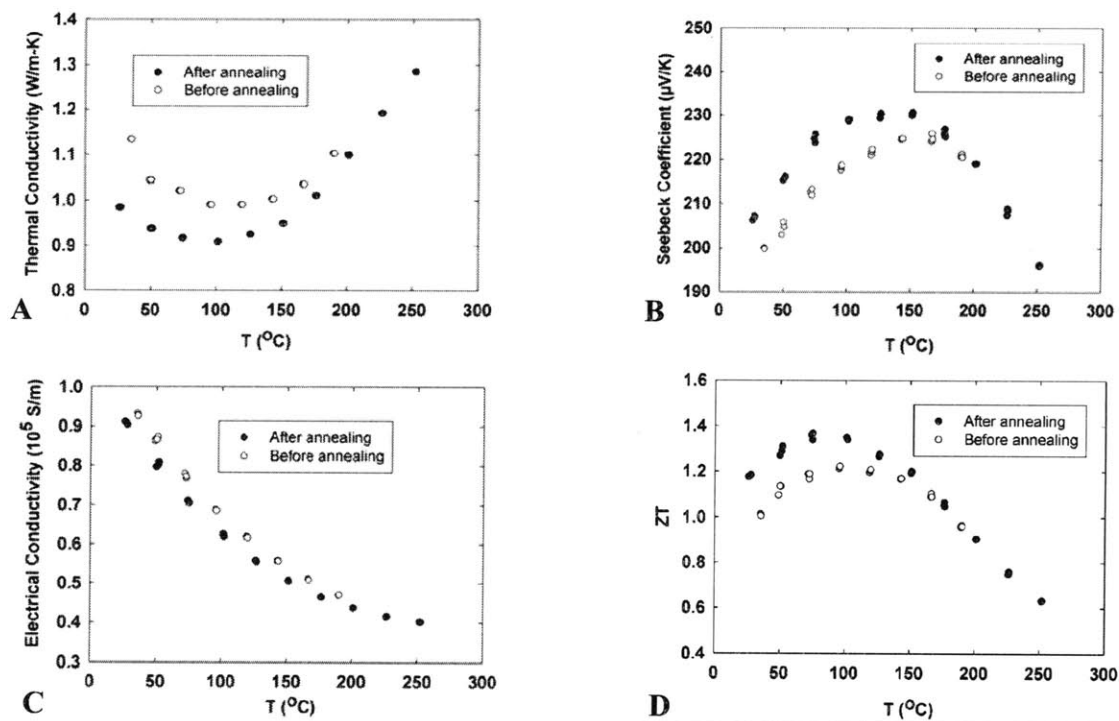 1.4
1.3
1.2
1.1
1.0
0.9
0.8
Thermal Conductivity (W/m-K)
After annealing
Before annealing
0 50 100 150 200 250 300
T (°C)
A
250
240
230
220
210
200
190
Seebeck Coefficient (μV/K)
After annealing
Before annealing
0 50 100 150 200 250 300
T (°C)
B
1.0
0.9
0.8
0.7
0.6
0.5
0.4
0.3
Electrical Conductivity (10⁵ S/m)
After annealing
Before annealing
0 50 100 150 200 250 300
T (°C)
C
1.6
1.4
1.2
1.0
0.8
0.6
0.4
ZT
After annealing
Before annealing
0 50 100 150 200 250 300
T (°C)
D